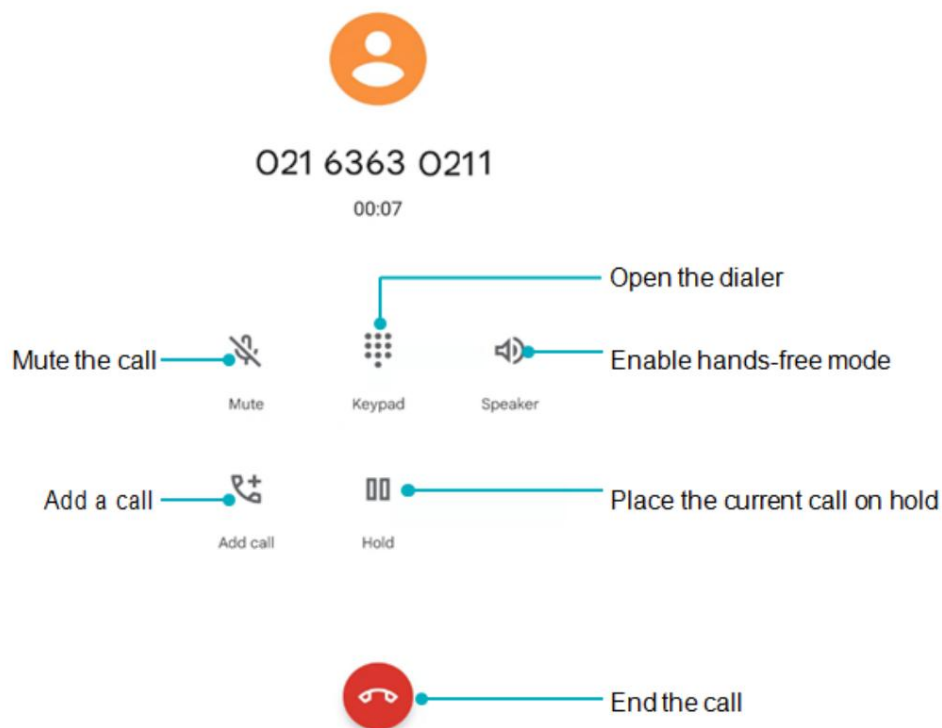 021 6363 0211
00:07
Open the dialer
Mute the call
Enable hands-free mode
Mute
Keypad
Speaker
Add a call
Place the current call on hold
Add call
Hold
End the call